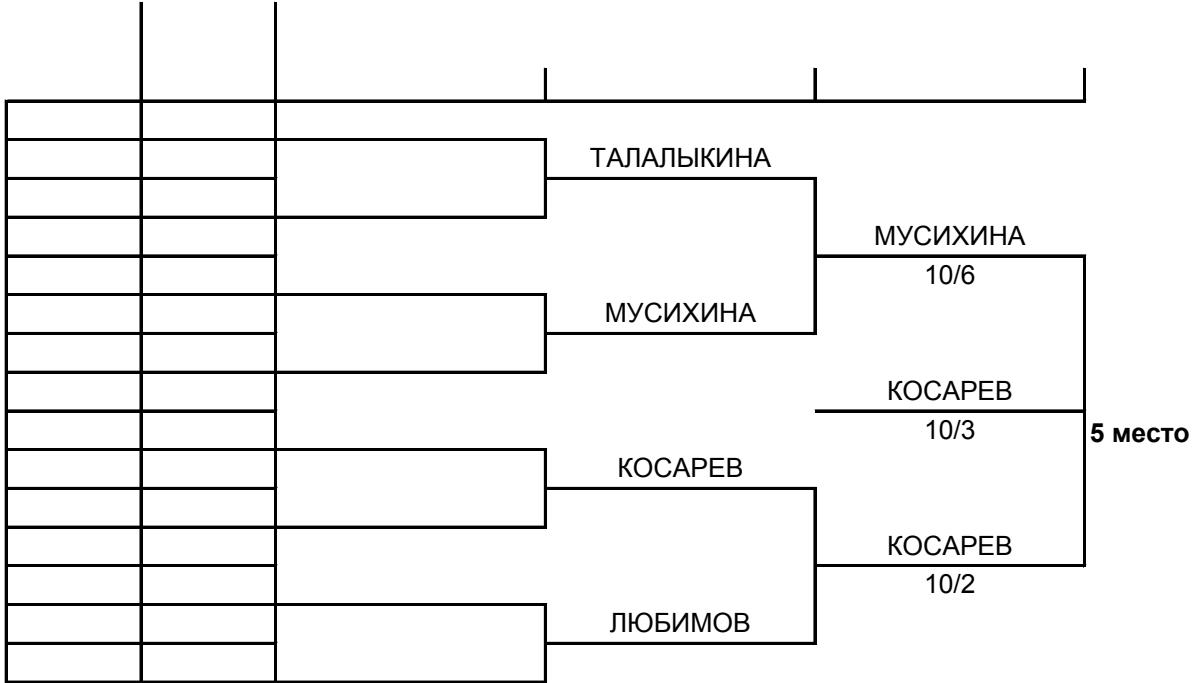 ТАЛАЛЫКИНА
МУСИХИНА
10/6
МУСИХИНА
КОСАРЕВ
10/3
5 место
КОСАРЕВ
КОСАРЕВ
10/2
ЛЮБИМОВ